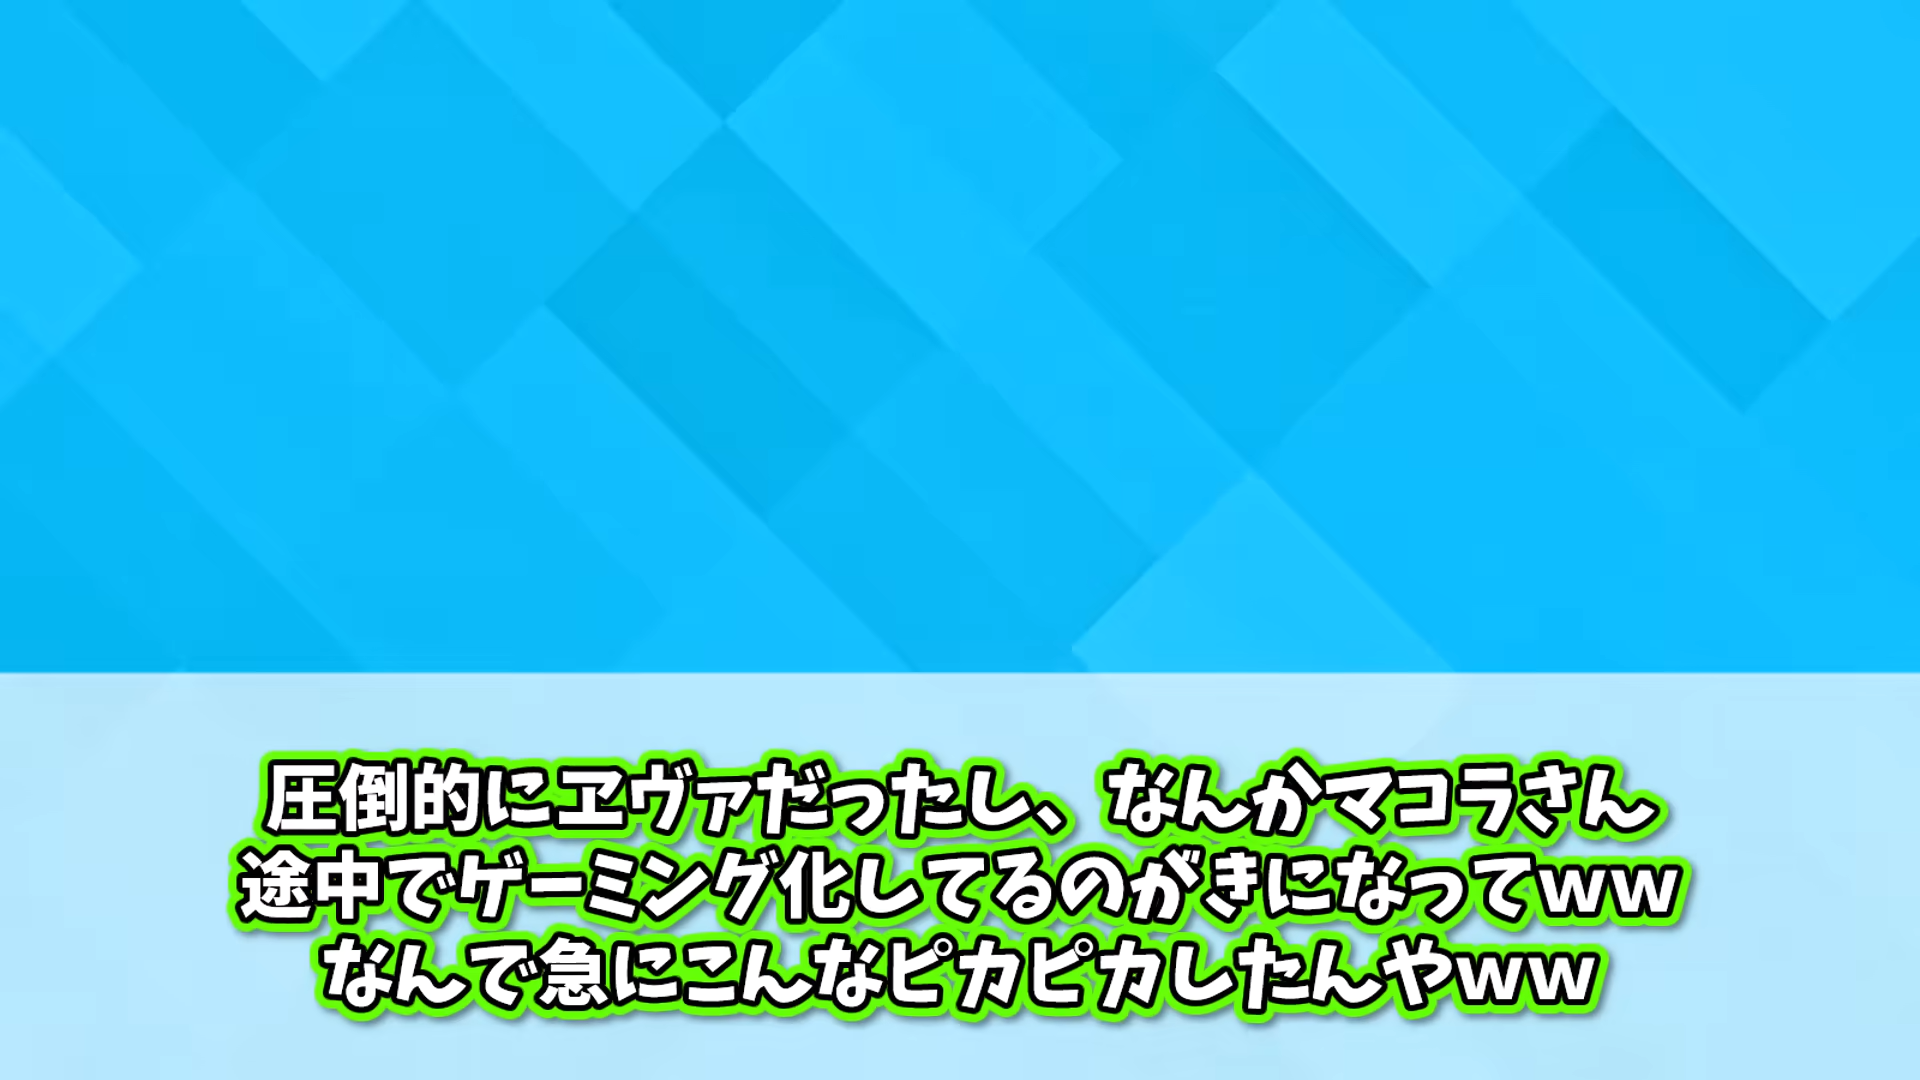 圧倒的にヱヴァだったし、なんかマコラさん
途中でゲーミング化してるのがきになってww
なんで急にこんなピカピカしたんやww